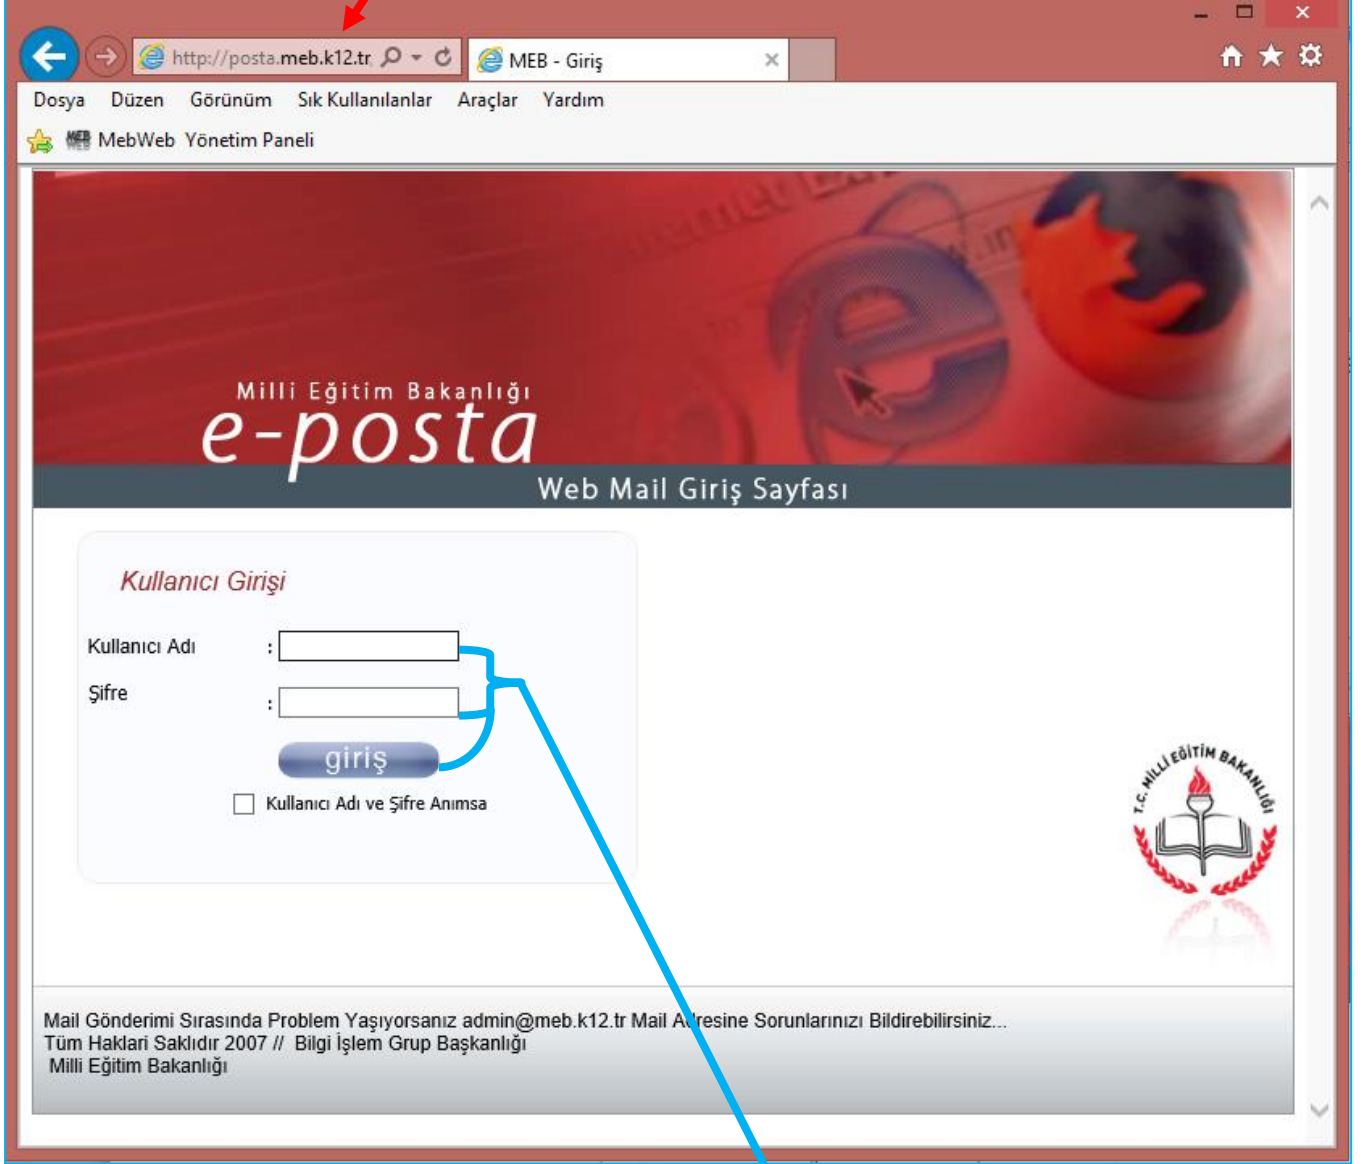 http://posta.meb.k12.tr
MEB - Giriş
Dosya Düzen Görünüm Sık Kullanılanlar Araçlar Yardım
MebWeb Yönetim Paneli
Milli Eğitim Bakanlığı
e-posta
Web Mail Giriş Sayfası
Kullanıcı Girişi
Kullanıcı Adı :
Şifre :
giriş
Kullanıcı Adı ve Şifre Anımsa
T.C. MİLLİ EĞİTİM BAKANLIĞI
Mail Gönderimi Sırasında Problem Yaşıyorsanız admin@meb.k12.tr Mail Adresine Sorunlarınızı Bildirebilirsiniz...
Tüm Haklari Saklıdır 2007 // Bilgi İşlem Grup Başkanlığı
Milli Eğitim Bakanlığı